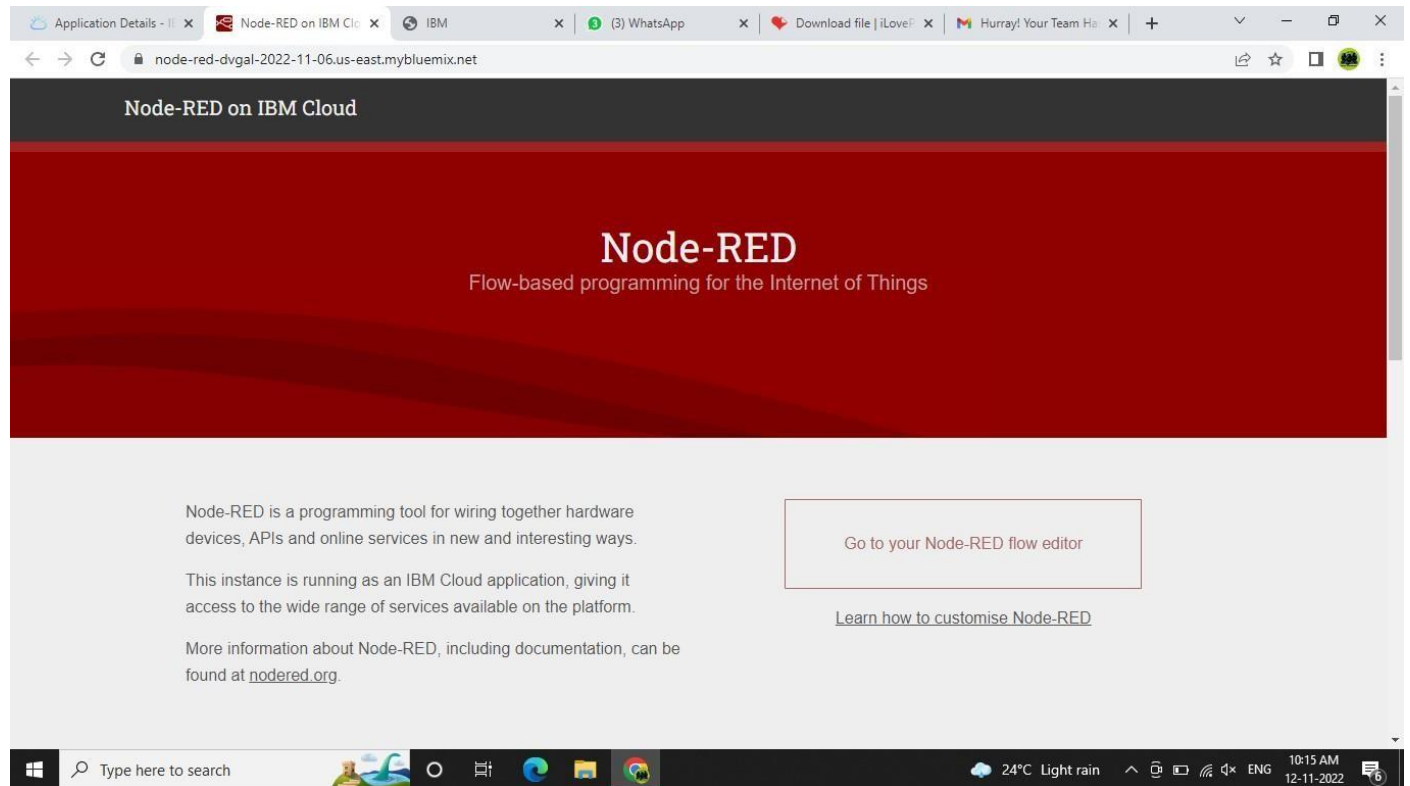 Application Details - I
Node-RED on IBM Clo
IBM
(3) WhatsApp
Download file | iLoveP
Hurray! Your Team Ha
node-red-dvgal-2022-11-06.us-east.mybluemix.net
Node-RED on IBM Cloud
Node-RED
Flow-based programming for the Internet of Things
Node-RED is a programming tool for wiring together hardware
devices, APIs and online services in new and interesting ways.
This instance is running as an IBM Cloud application, giving it
access to the wide range of services available on the platform.
More information about Node-RED, including documentation, can be
found at nodered.org.
Go to your Node-RED flow editor
Learn how to customise Node-RED
Type here to search
24°C Light rain
ENG
10:15 AM
12-11-2022
6